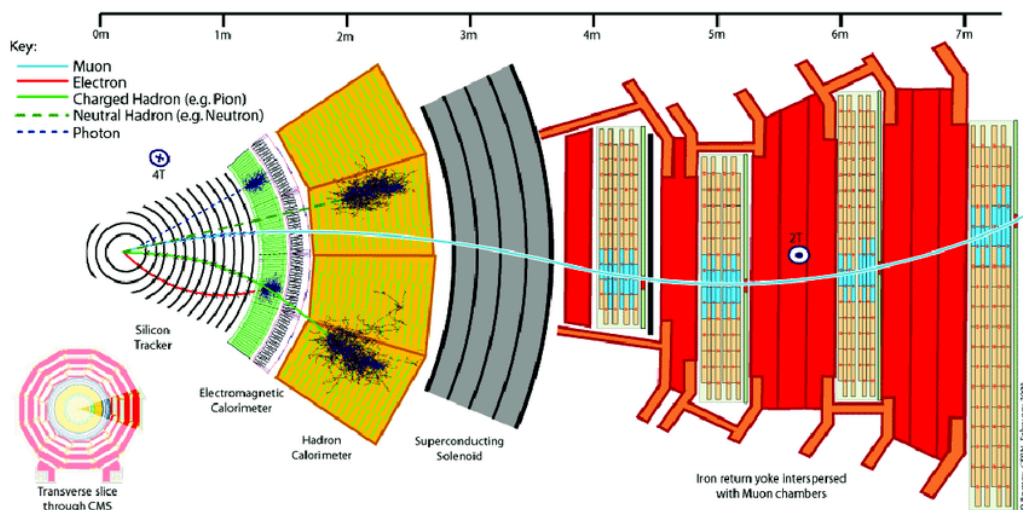 0m 1m 2m 3m 4m 5m 6m 7m
Key:
Muon
Electron
Charged Hadron (e.g. Pion)
Neutral Hadron (e.g. Neutron)
Photon
4T
2T
Silicon
Tracker
Electromagnetic
Calorimeter
Hadron
Calorimeter
Superconducting
Solenoid
Iron return yoke interspersed
with Muon chambers
Transverse slice
through CMS